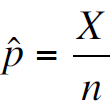 p̂ = X/n